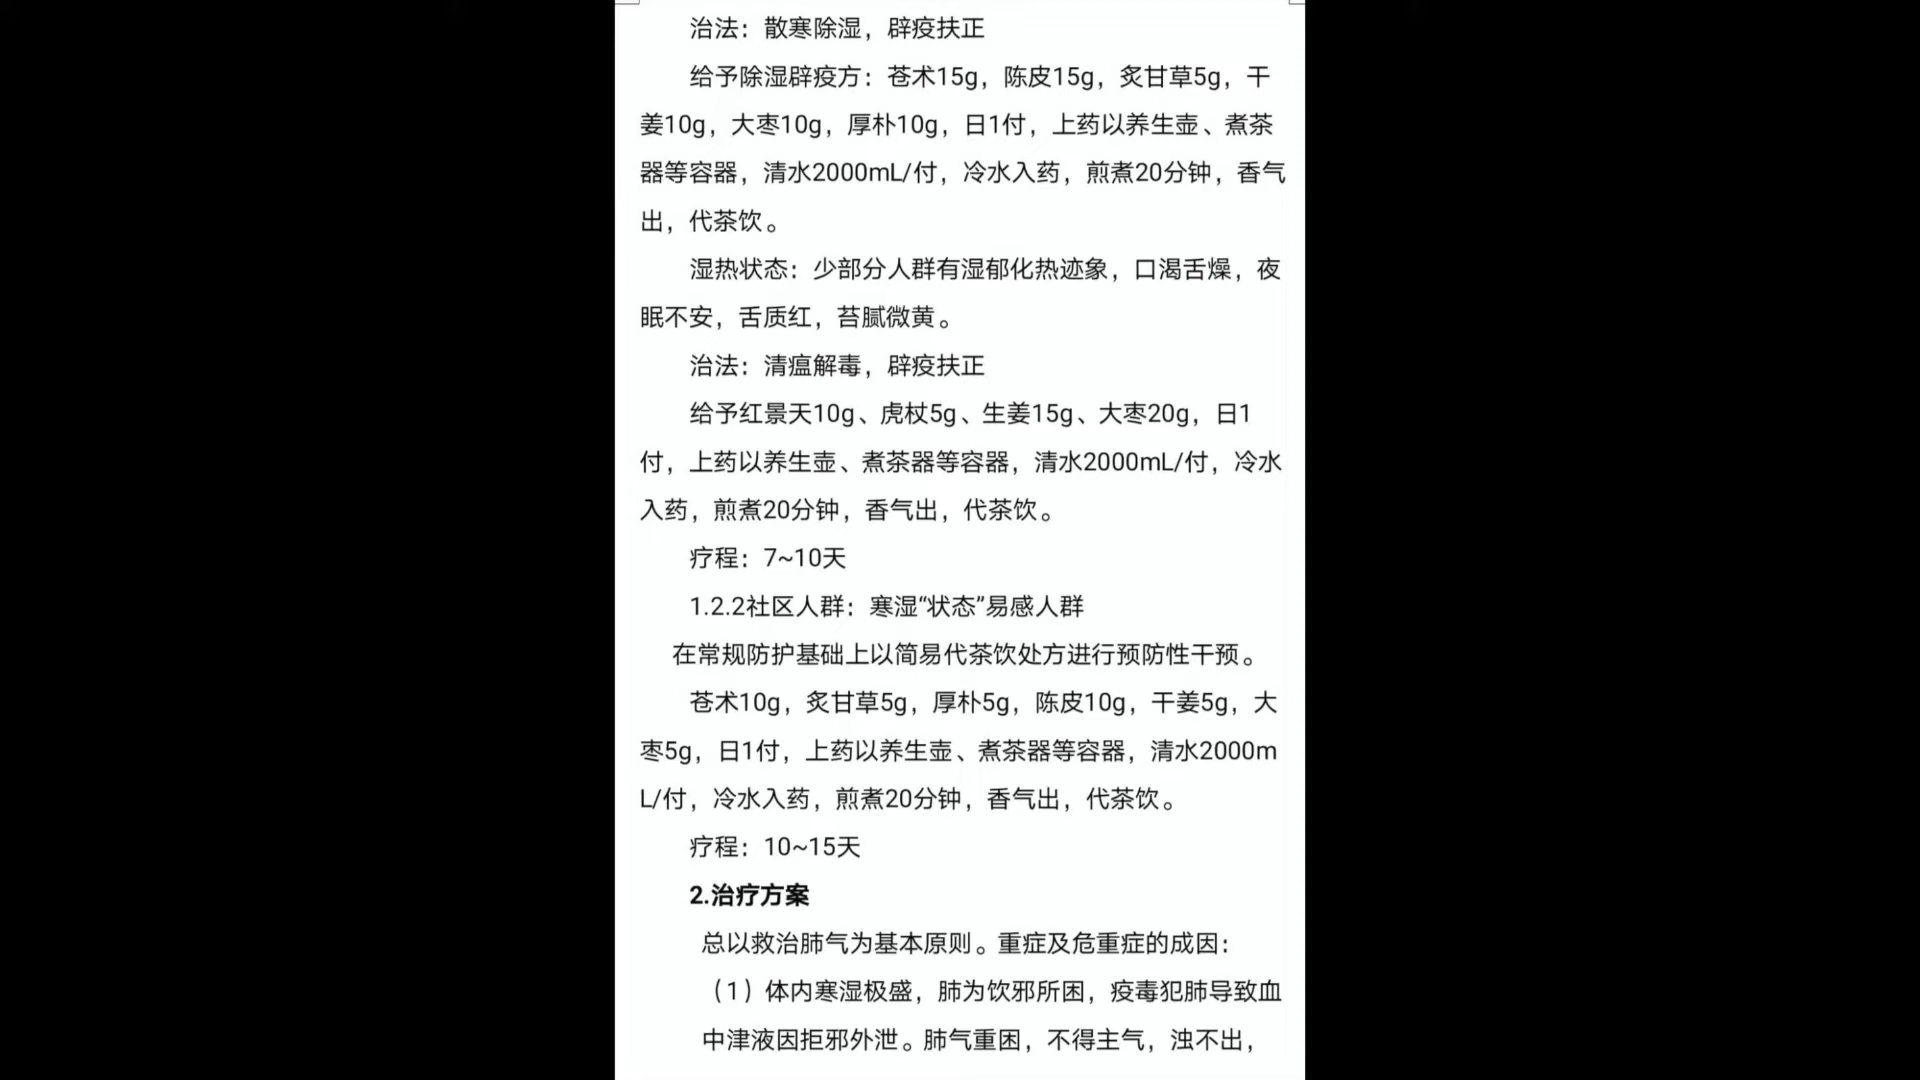 治法：散寒除湿，辟疫扶正
给予除湿辟疫方：苍术15g，陈皮15g，炙甘草5g，干
姜10g，大枣10g，厚朴10g，日1付，上药以养生壶、煮茶
器等容器，清水2000mL/付，冷水入药，煎煮20分钟，香气
出，代茶饮。
湿热状态：少部分人群有湿郁化热迹象，口渴舌燥，夜
眠不安，舌质红，苔腻微黄。
治法：清瘟解毒，辟疫扶正
给予红景天10g、虎杖5g、生姜15g、大枣20g，日1
付，上药以养生壶、煮茶器等容器，清水2000mL/付，冷水
入药，煎煮20分钟，香气出，代茶饮。
疗程：7~10天
1.2.2社区人群：寒湿“状态”易感人群
在常规防护基础上以简易代茶饮处方进行预防性干预。
苍术10g，炙甘草5g，厚朴5g，陈皮10g，干姜5g，大
枣5g，日1付，上药以养生壶、煮茶器等容器，清水2000m
L/付，冷水入药，煎煮20分钟，香气出，代茶饮。
疗程：10~15天
2.治疗方案
总以救治肺气为基本原则。重症及危重症的成因：
（1）体内寒湿极盛，肺为饮邪所困，疫毒犯肺导致血
中津液因拒邪外泄。肺气重困，不得主气，浊不出，